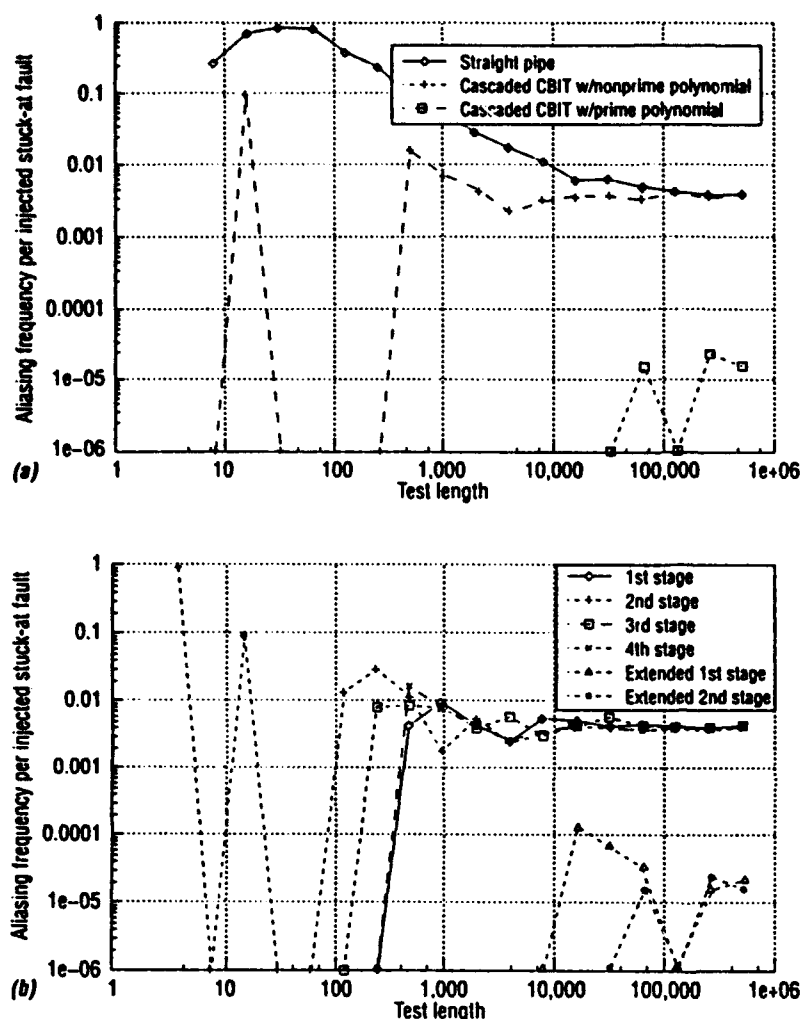 Aliasing frequency per injected stuck-at fault
1
0.1
0.01
0.001
0.0001
1e-05
1e-06
Straight pipe
Cascaded CBIT w/nonprime polynomial
Cascaded CBIT w/prime polynomial
(a)
1 10 100 1,000 10,000 100,000 1e+06
Test length
Aliasing frequency per injected stuck-at fault
1
0.1
0.01
0.001
0.0001
1e-05
1e-06
1st stage
2nd stage
3rd stage
4th stage
Extended 1st stage
Extended 2nd stage
(b)
1 10 100 1,000 10,000 100,000 1e+06
Test length